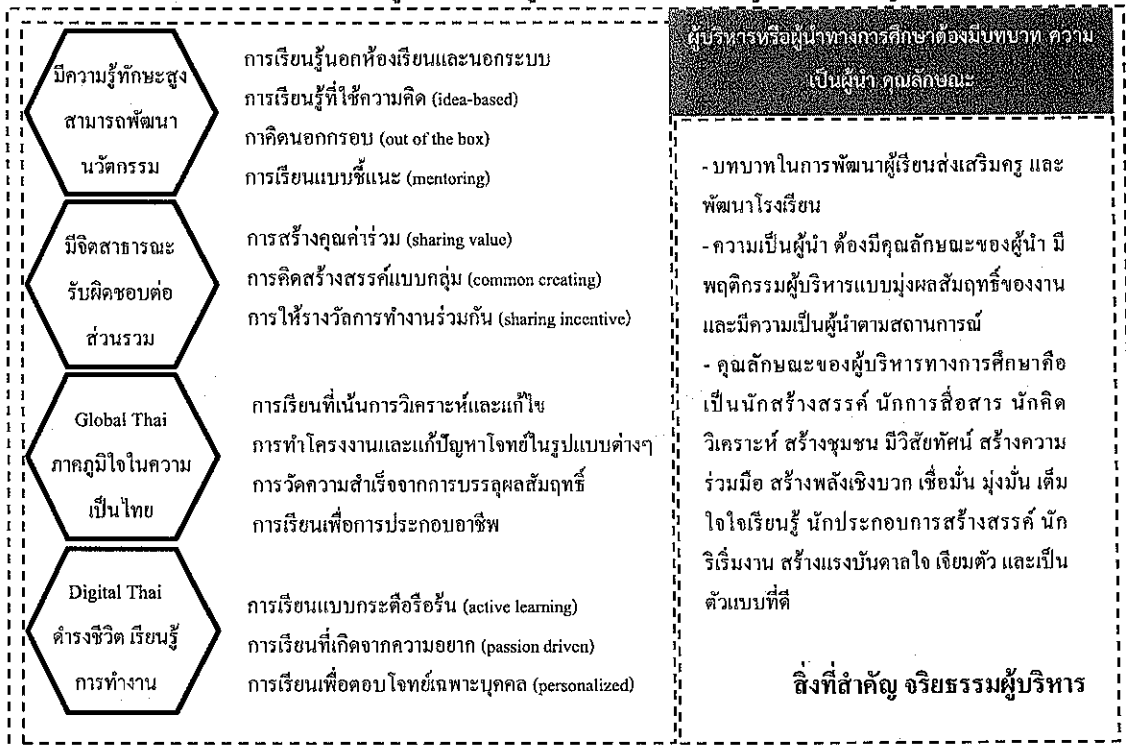 มีความรู้ทักษะสูง
สามารถพัฒนา
นวัตกรรม
การเรียนรู้นอกห้องเรียนและนอกระบบ
การเรียนรู้ที่ใช้ความคิด (idea-based)
กาคิดนอกกรอบ (out of the box)
การเรียนแบบชี้แนะ (mentoring)
มีจิตสาธารณะ
รับผิดชอบต่อ
ส่วนรวม
การสร้างคุณค่าร่วม (sharing value)
การคิดสร้างสรรค์แบบกลุ่ม (common creating)
การให้รางวัลการทำงานร่วมกัน (sharing incentive)
Global Thai
ภาคภูมิใจในความ
เป็นไทย
การเรียนที่เน้นการวิเคราะห์และแก้ไข
การทำโครงงานและแก้ปัญหาโจทย์ในรูปแบบต่างๆ
การวัดความสำเร็จจากการบรรลุผลสัมฤทธิ์
การเรียนเพื่อการประกอบอาชีพ
Digital Thai
ดำรงชีวิต เรียนรู้
การทำงาน
การเรียนแบบกระตือรือร้น (active learning)
การเรียนที่เกิดจากความอยาก (passion driven)
การเรียนเพื่อตอบโจทย์เฉพาะบุคคล (personalized)
ผู้บริหารหรือผู้นำทางการศึกษาต้องมีบทบาท ความ
เป็นผู้นำ คุณลักษณะ
- บทบาทในการพัฒนาผู้เรียนส่งเสริมครู และ
พัฒนาโรงเรียน
- ความเป็นผู้นำ ต้องมีคุณลักษณะของผู้นำ มี
พฤติกรรมผู้บริหารแบบมุ่งผลสัมฤทธิ์ของงาน
และมีความเป็นผู้นำตามสถานการณ์
- คุณลักษณะของผู้บริหารทางการศึกษาคือ
เป็นนักสร้างสรรค์ นักการสื่อสาร นักคิด
วิเคราะห์ สร้างชุมชน มีวิสัยทัศน์ สร้างความ
ร่วมมือ สร้างพลังเชิงบวก เชื่อมั่น มุ่งมั่น เต็ม
ใจใจเรียนรู้ นักประกอบการสร้างสรรค์ นัก
ริเริ่มงาน สร้างแรงบันดาลใจ เจียมตัว และเป็น
ตัวแบบที่ดี
สิ่งที่สำคัญ จริยธรรมผู้บริหาร